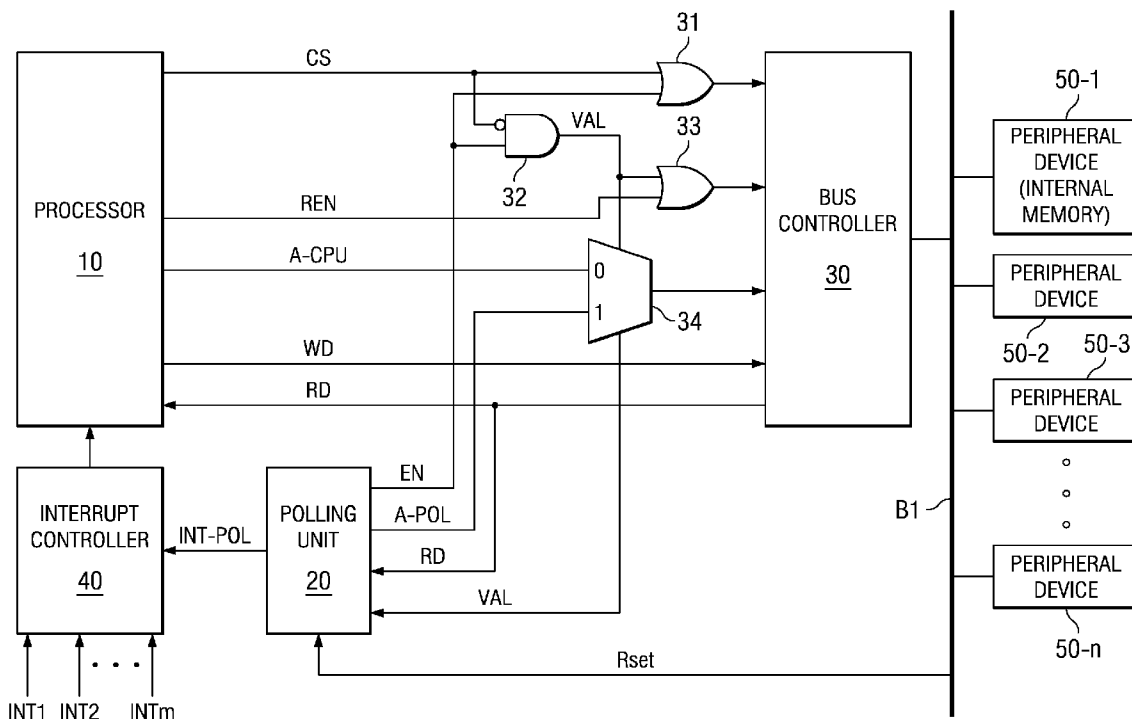 CS
31
50-1
PERIPHERAL
DEVICE
(INTERNAL
MEMORY)
VAL
33
32
PROCESSOR
10
REN
BUS
CONTROLLER
30
A-CPU
0
1
34
PERIPHERAL
DEVICE
50-2
50-3
WD
RD
PERIPHERAL
DEVICE
EN
INTERRUPT
CONTROLLER
40
INT-POL
POLLING
UNIT
20
A-POL
B1
RD
VAL
PERIPHERAL
DEVICE
50-n
Rset
INT1
INT2
INTm